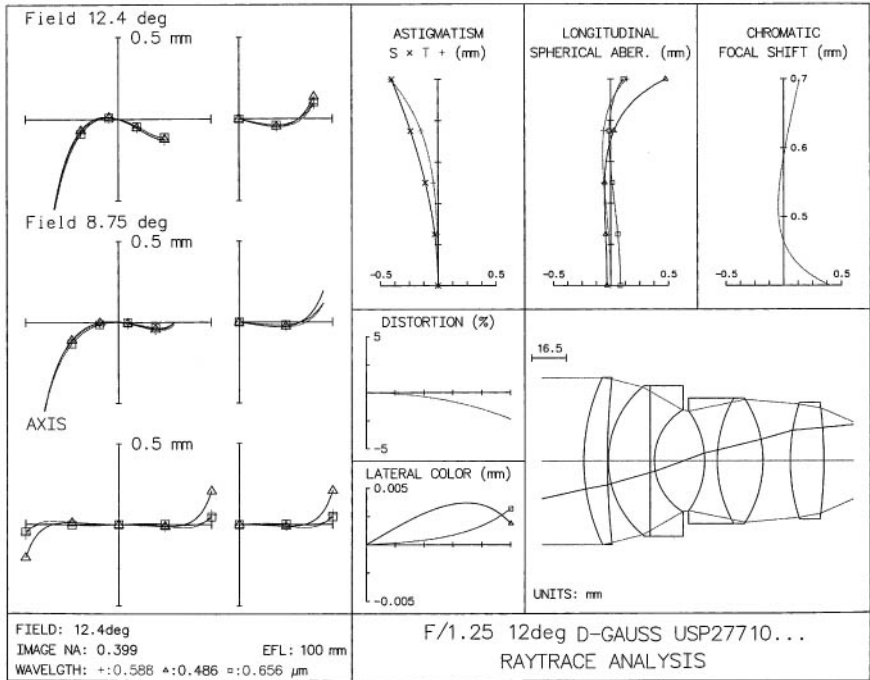 Field 12.4 deg
0.5 mm
Field 8.75 deg
0.5 mm
AXIS
0.5 mm
ASTIGMATISM
S × T + (mm)
-0.5
0.5
LONGITUDINAL
SPHERICAL ABER. (mm)
-0.5
0.5
CHROMATIC
FOCAL SHIFT
0.7
0.6
0.5
-0.5
0.5
DISTORTION (%)
5
-5
LATERAL COLOR (mm)
0.005
-0.005
16.5
UNITS: mm
FIELD: 12.4deg
IMAGE NA: 0.399 EFL: 100 mm
WAVELGTH: +:0.588 ▵:0.486 ▫:0.656 µm
F/1.25 12deg D-GAUSS USP27710...
RAYTRACE ANALYSIS